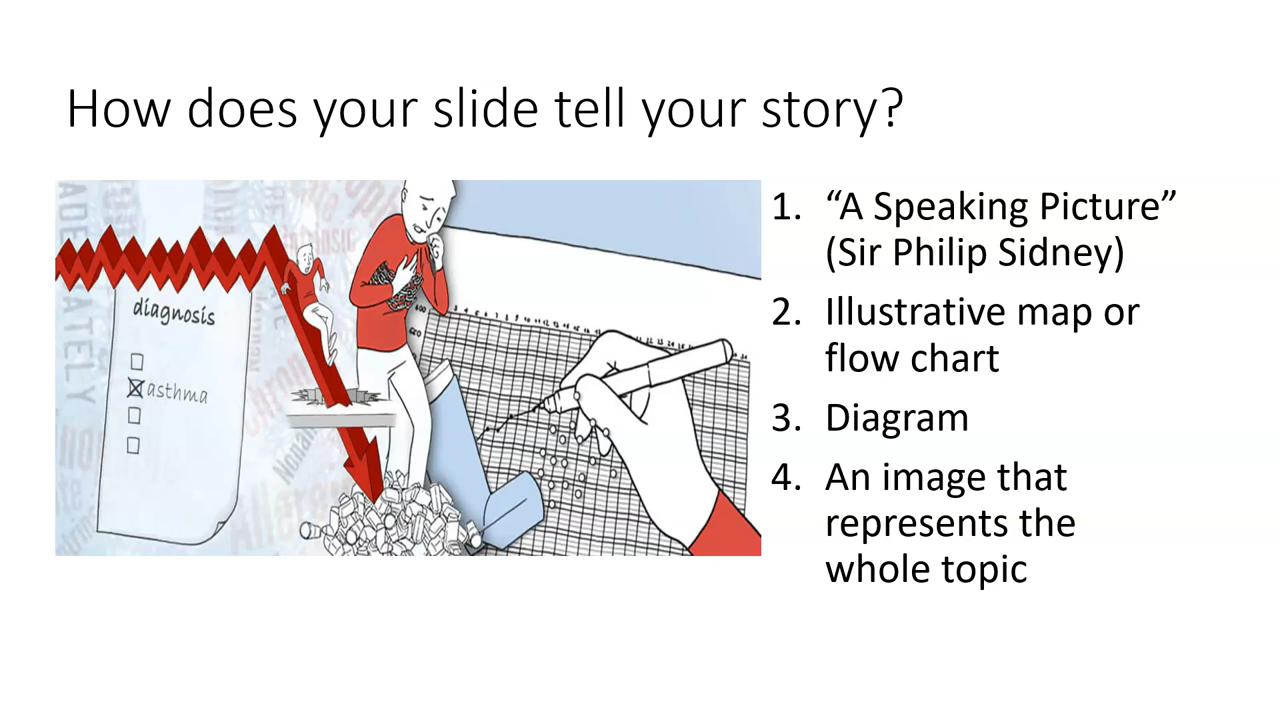 How does your slide tell your story?
diagnosis
asthma
1. “A Speaking Picture”
(Sir Philip Sidney)
2. Illustrative map or
flow chart
3. Diagram
4. An image that
represents the
whole topic